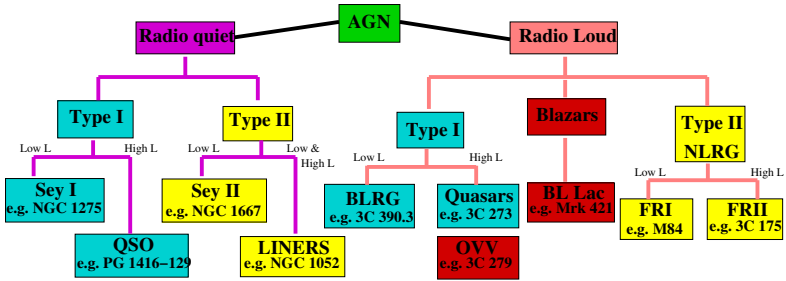 AGN
Radio quiet
Radio Loud
Type I
Type II
Type I
Blazars
Type II
NLRG
Low L
High L
Low L
Low &
High L
Low L
High L
Low L
High L
Sey I
e.g. NGC 1275
Sey II
e.g. NGC 1667
BLRG
e.g. 3C 390.3
Quasars
e.g. 3C 273
BL Lac
e.g. Mrk 421
FRI
e.g. M84
FRII
e.g. 3C 175
QSO
e.g. PG 1416−129
LINERS
e.g. NGC 1052
OVV
e.g. 3C 279